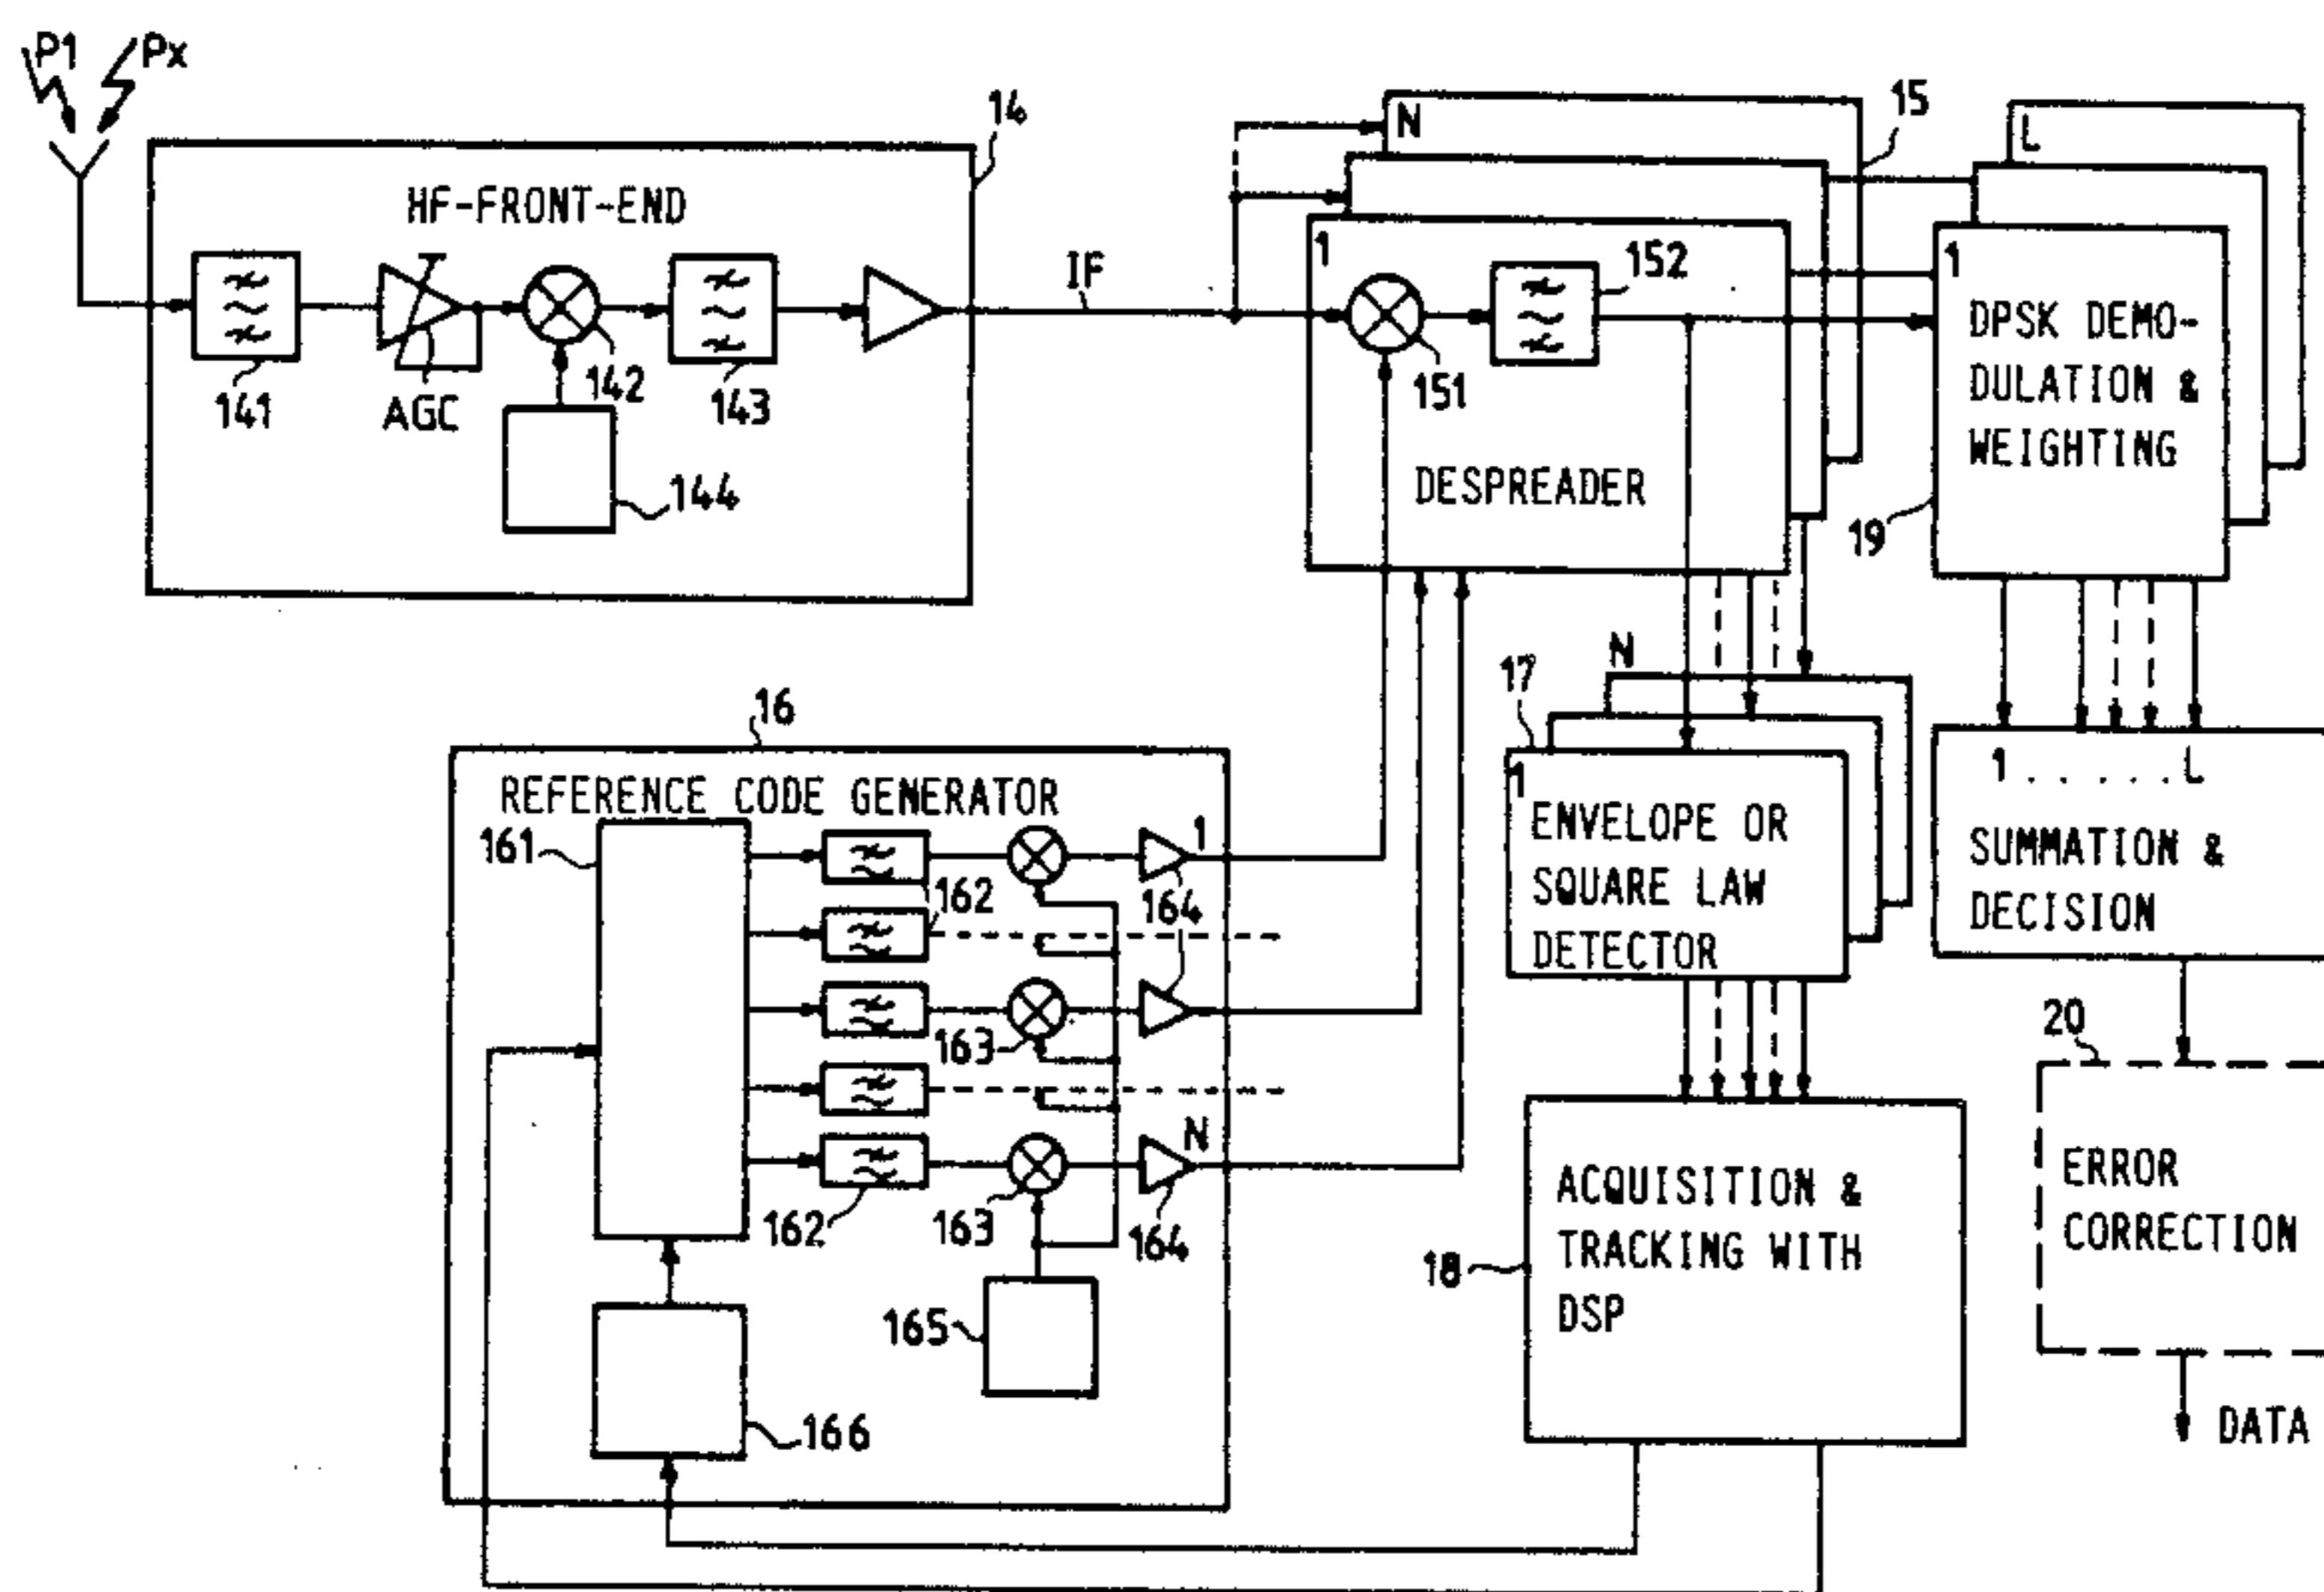 P1 Px
14
HF-FRONT-END
141
AGC
142
143
144
IF
N
15
1
152
151
DESPREADER
L
1
DPSK DEMO-
DULATION &
WEIGHTING
19
16
REFERENCE CODE GENERATOR
161
162
1
164
163
N
162
163
164
165
166
17
N
1
ENVELOPE OR
SQUARE LAW
DETECTOR
1 . . . . . L
SUMMATION &
DECISION
18
ACQUISITION &
TRACKING WITH
DSP
20
ERROR
CORRECTION
DATA